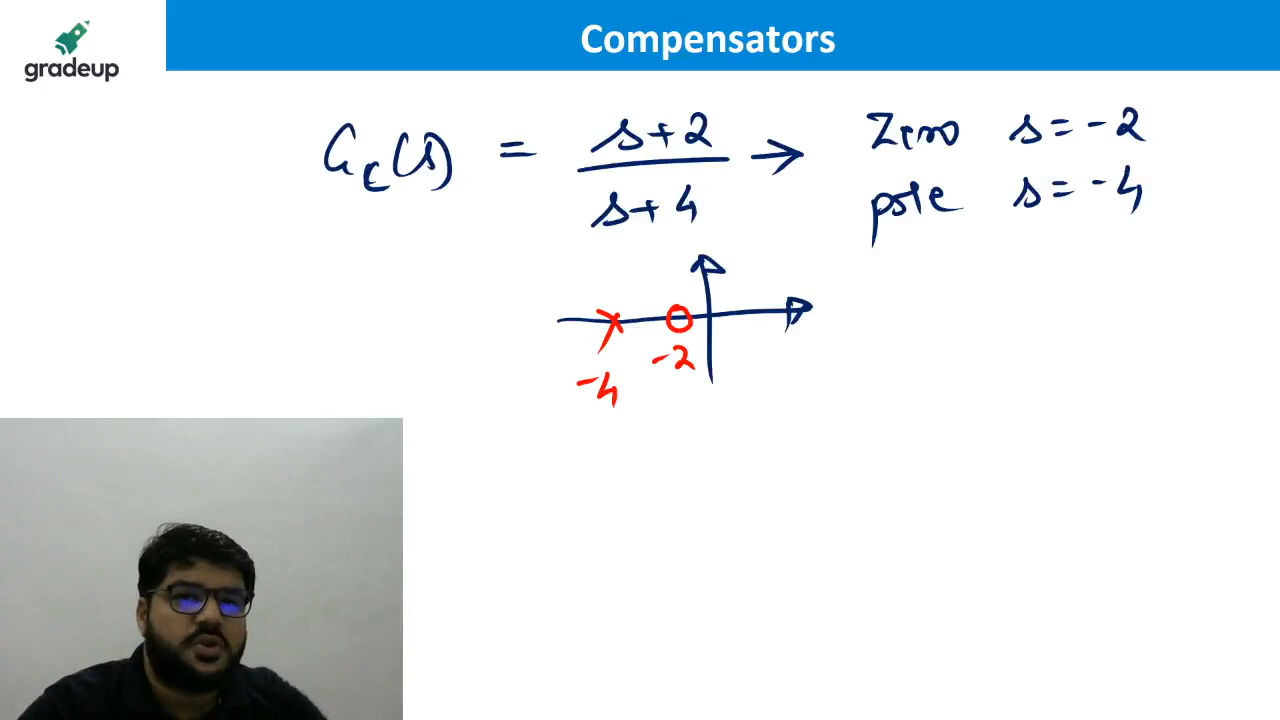 Compensators
gradeup
Gc(s) = s+2 / s+4 → Zero s=-2
pole s=-4
-2
-4